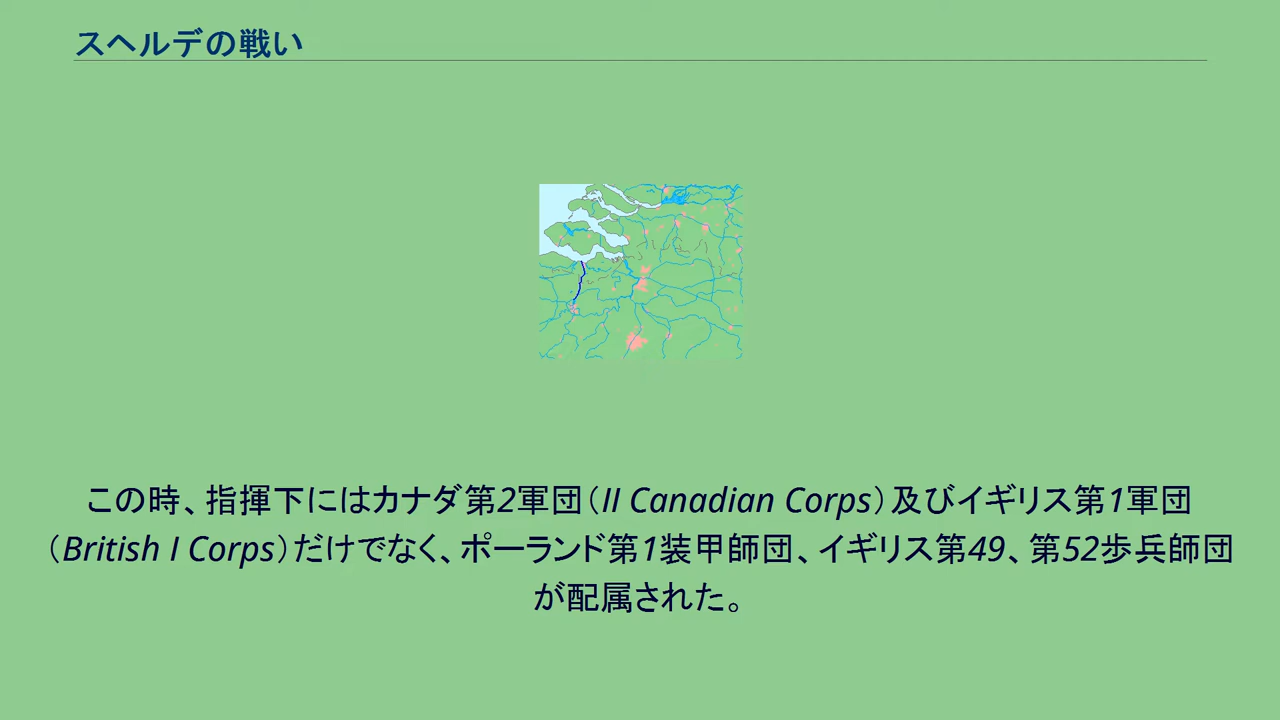 スヘルデの戦い
この時、指揮下にはカナダ第2軍団（II Canadian Corps）及びイギリス第1軍団
（British I Corps）だけでなく、ポーランド第1装甲師団、イギリス第49、第52歩兵師団
が配属された。